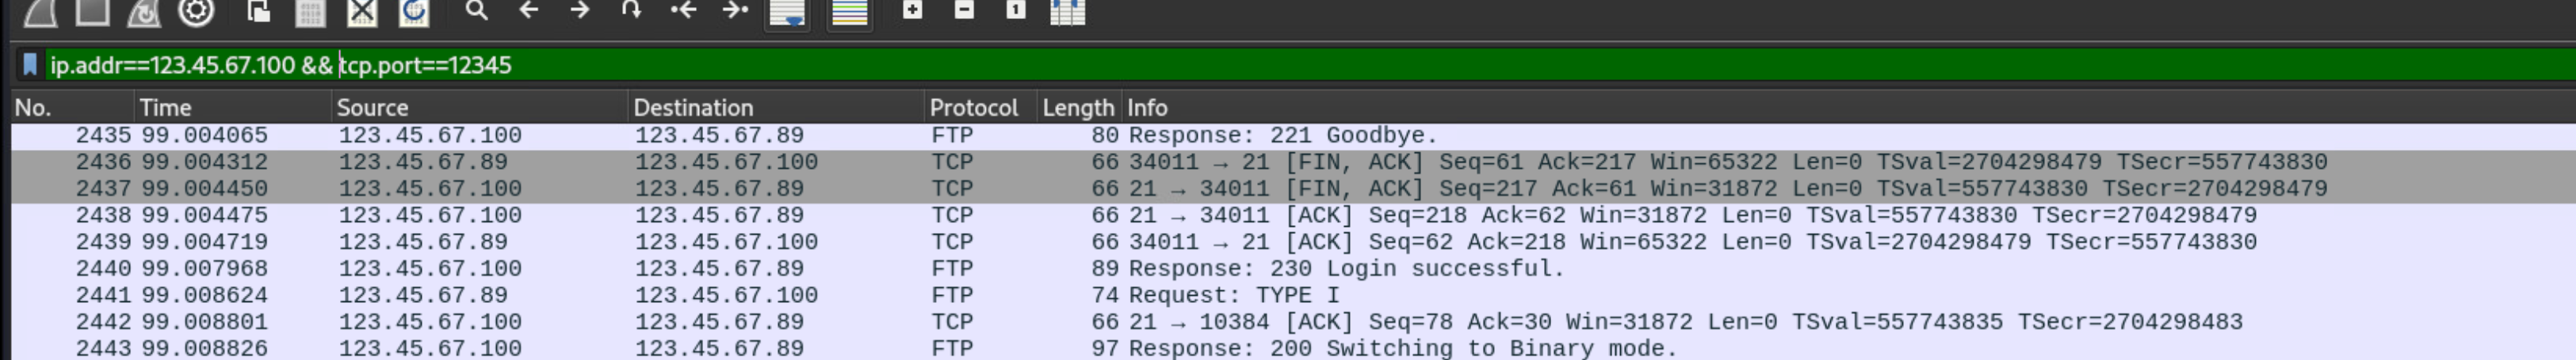 1
ip.addr==123.45.67.100 && tcp.port==12345
No. Time Source Destination Protocol Length Info
2435 99.004065 123.45.67.100 123.45.67.89 FTP 80 Response: 221 Goodbye.
2436 99.004312 123.45.67.89 123.45.67.100 TCP 66 34011 → 21 [FIN, ACK] Seq=61 Ack=217 Win=65322 Len=0 TSval=2704298479 TSecr=557743830
2437 99.004450 123.45.67.100 123.45.67.89 TCP 66 21 → 34011 [FIN, ACK] Seq=217 Ack=61 Win=31872 Len=0 TSval=557743830 TSecr=2704298479
2438 99.004475 123.45.67.100 123.45.67.89 TCP 66 21 → 34011 [ACK] Seq=218 Ack=62 Win=31872 Len=0 TSval=557743830 TSecr=2704298479
2439 99.004719 123.45.67.89 123.45.67.100 TCP 66 34011 → 21 [ACK] Seq=62 Ack=218 Win=65322 Len=0 TSval=2704298479 TSecr=557743830
2440 99.007968 123.45.67.100 123.45.67.89 FTP 89 Response: 230 Login successful.
2441 99.008624 123.45.67.89 123.45.67.100 FTP 74 Request: TYPE I
2442 99.008801 123.45.67.100 123.45.67.89 TCP 66 21 → 10384 [ACK] Seq=78 Ack=30 Win=31872 Len=0 TSval=557743835 TSecr=2704298483
2443 99.008826 123.45.67.100 123.45.67.89 FTP 97 Response: 200 Switching to Binary mode.